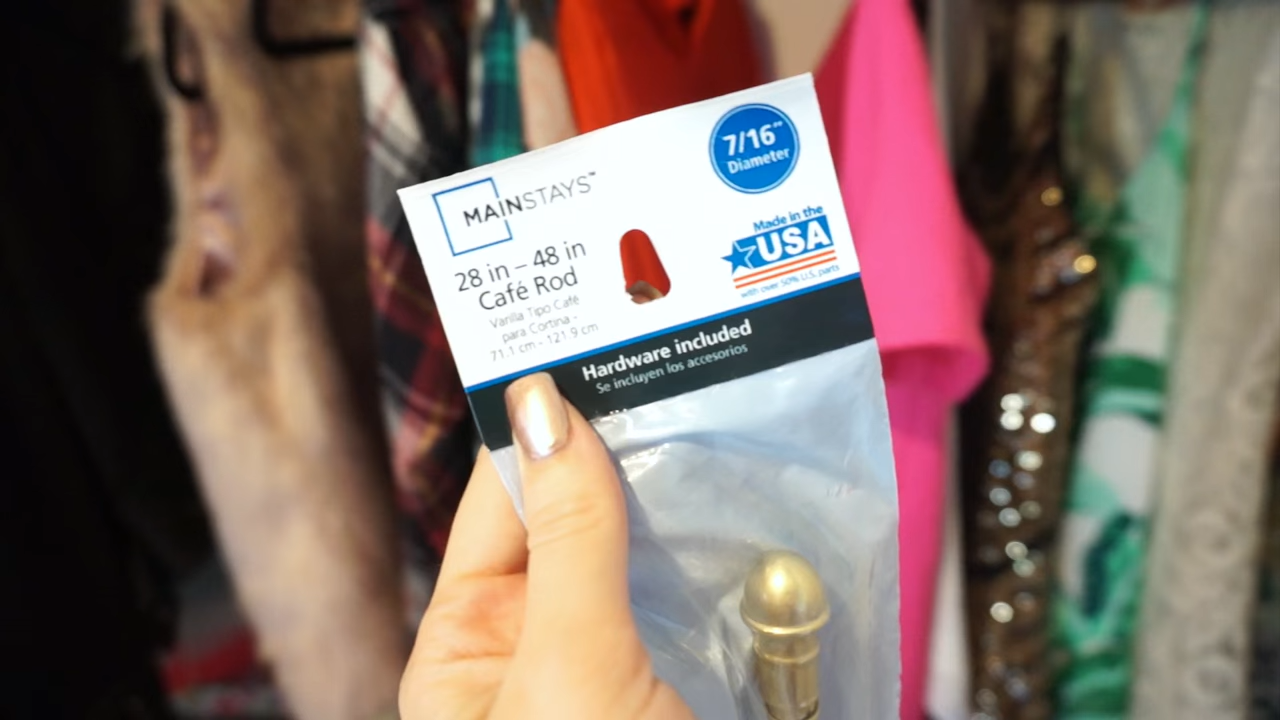 MAINSTAYS™
28 in – 48 in
Café Rod
Varilla Tipo Café
para Cortina -
71.1 cm - 121.9 cm
7/16"
Diameter
Made in the
USA
with over 50% U.S. parts
Hardware included
Se incluyen los accesorios